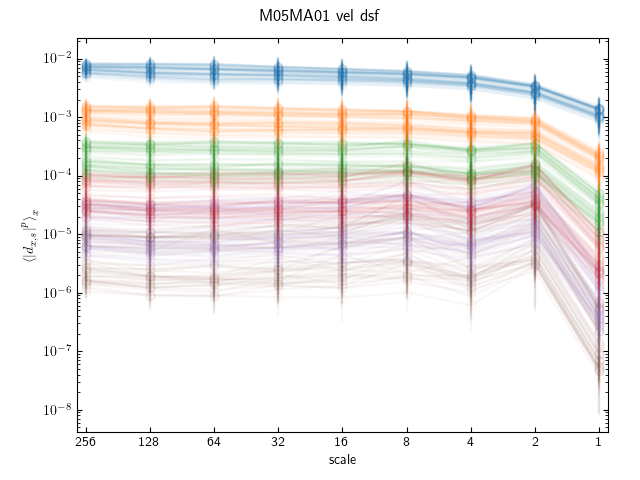 M05MA01 vel dsf
⟨|d_{x,s}|^p⟩_x
10^{-2}
10^{-3}
10^{-4}
10^{-5}
10^{-6}
10^{-7}
10^{-8}
256 128 64 32 16 8 4 2 1
scale